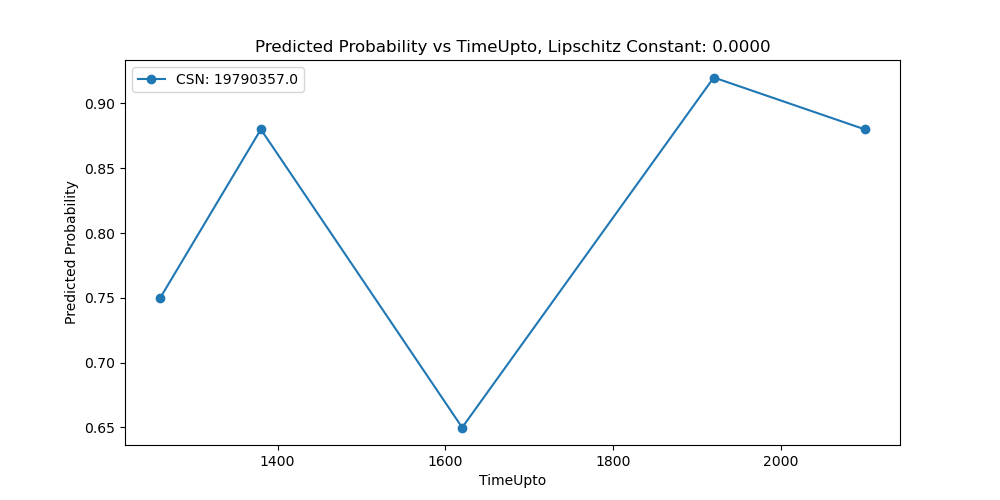 Predicted Probability vs TimeUpto, Lipschitz Constant: 0.0000
CSN: 19790357.0
Predicted Probability
0.90
0.85
0.80
0.75
0.70
0.65
1400 1600 1800 2000
TimeUpto